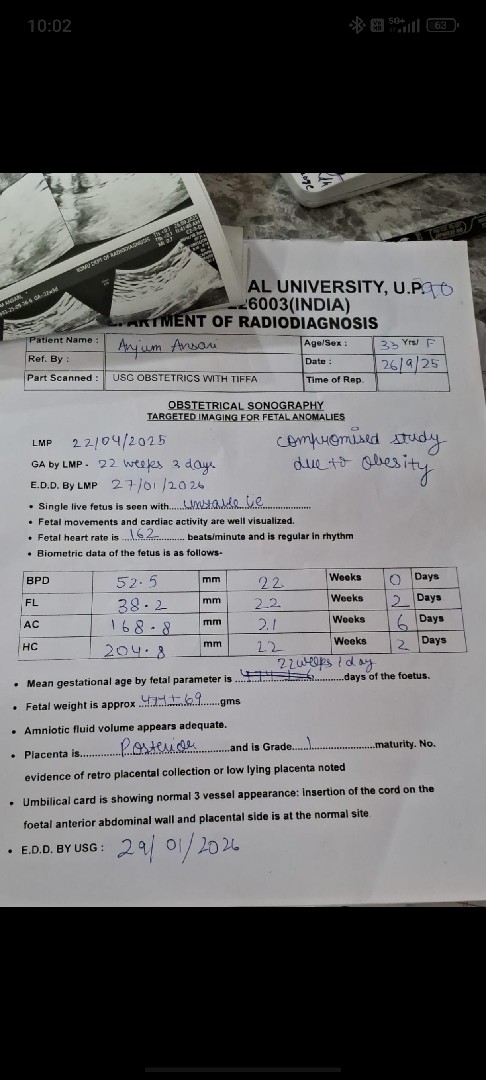 10:02
5G+
63
KGMU DEPT OF RADIODIAGNOSIS
AL UNIVERSITY, U.P.
6003(INDIA)
ARTMENT OF RADIODIAGNOSIS
Patient Name : Anjum Ansari Age/Sex : 33 Yrs/ F
Ref. By : Date : 26/9/25
Part Scanned : USG OBSTETRICS WITH TIFFA Time of Rep.
OBSTETRICAL SONOGRAPHY
TARGETED IMAGING FOR FETAL ANOMALIES
LMP 22/04/2025 compromised study
GA by LMP - 22 weeks 3 days due to obesity
E.D.D. By LMP 27/01/2026
• Single live fetus is seen with.....unstable lie.....
• Fetal movements and cardiac activity are well visualized.
• Fetal heart rate is ...162... beats/minute and is regular in rhythm
• Biometric data of the fetus is as follows-
BPD 52.5 mm 22 Weeks 0 Days
FL 38.2 mm 22 Weeks 2 Days
AC 168.8 mm 21 Weeks 6 Days
HC 204.8 mm 22 Weeks 2 Days
22 weeks 1 day
• Mean gestational age by fetal parameter is .....days of the foetus.
• Fetal weight is approx ...474±69...gms
• Amniotic fluid volume appears adequate.
• Placenta is.....Posterior.....and is Grade....1....maturity. No.
evidence of retro placental collection or low lying placenta noted
• Umbilical card is showing normal 3 vessel appearance: insertion of the cord on the
foetal anterior abdominal wall and placental side is at the normal site
• E.D.D. BY USG : 29/01/2026